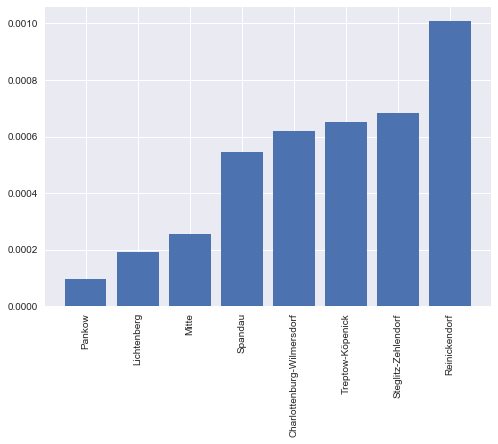 0.0010
0.0008
0.0006
0.0004
0.0002
0.0000
Pankow
Lichtenberg
Mitte
Spandau
Charlottenburg-Wilmersdorf
Treptow-Köpenick
Steglitz-Zehlendorf
Reinickendorf